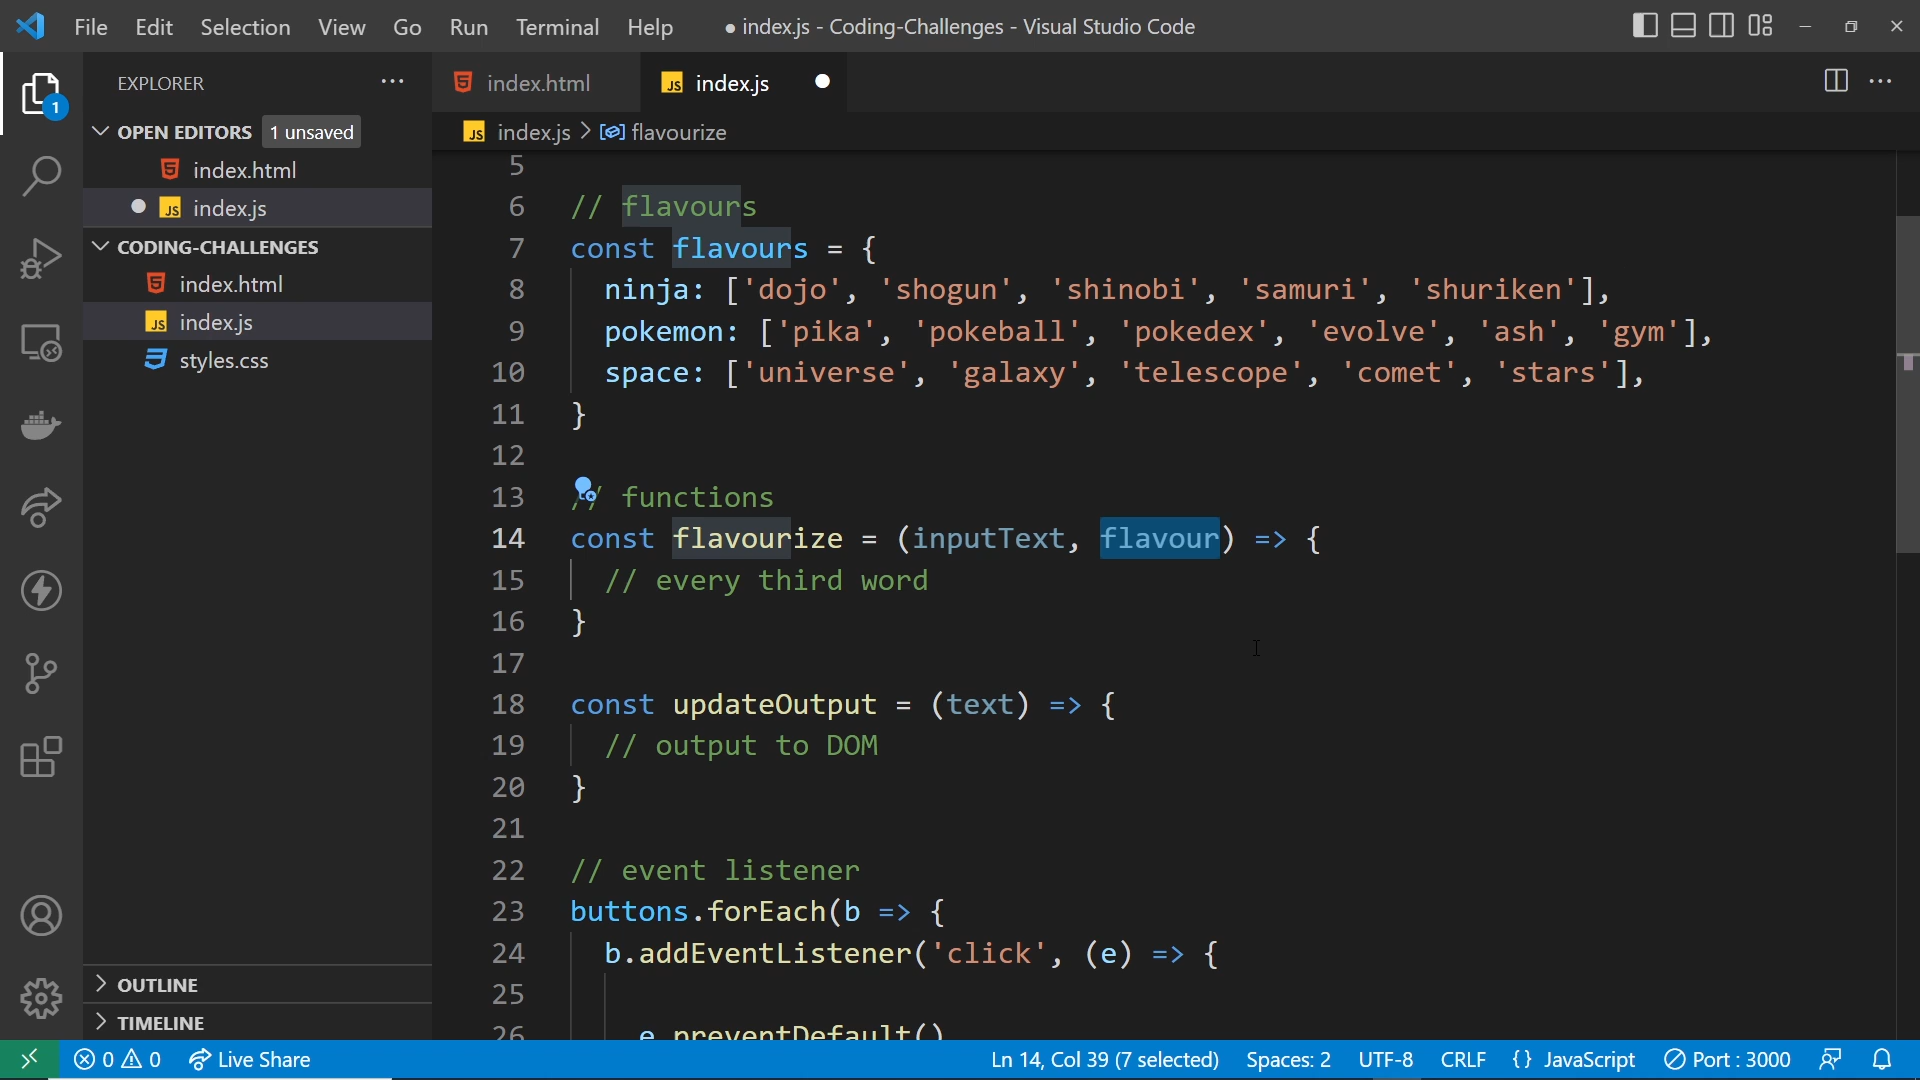 File Edit Selection View Go Run Terminal Help ● index.js - Coding-Challenges - Visual Studio Code
EXPLORER
1
OPEN EDITORS 1 unsaved
index.html
index.js
CODING-CHALLENGES
index.html
index.js
styles.css
OUTLINE
TIMELINE
index.html index.js
index.js > flavourize
5
6 // flavours
7 const flavours = {
8 ninja: ['dojo', 'shogun', 'shinobi', 'samuri', 'shuriken'],
9 pokemon: ['pika', 'pokeball', 'pokedex', 'evolve', 'ash', 'gym'],
10 space: ['universe', 'galaxy', 'telescope', 'comet', 'stars'],
11 }
12
13 // functions
14 const flavourize = (inputText, flavour) => {
15 // every third word
16 }
17
18 const updateOutput = (text) => {
19 // output to DOM
20 }
21
22 // event listener
23 buttons.forEach(b => {
24 b.addEventListener('click', (e) => {
25
26 e.preventDefault()
0 0 Live Share Ln 14, Col 39 (7 selected) Spaces: 2 UTF-8 CRLF {} JavaScript Port : 3000